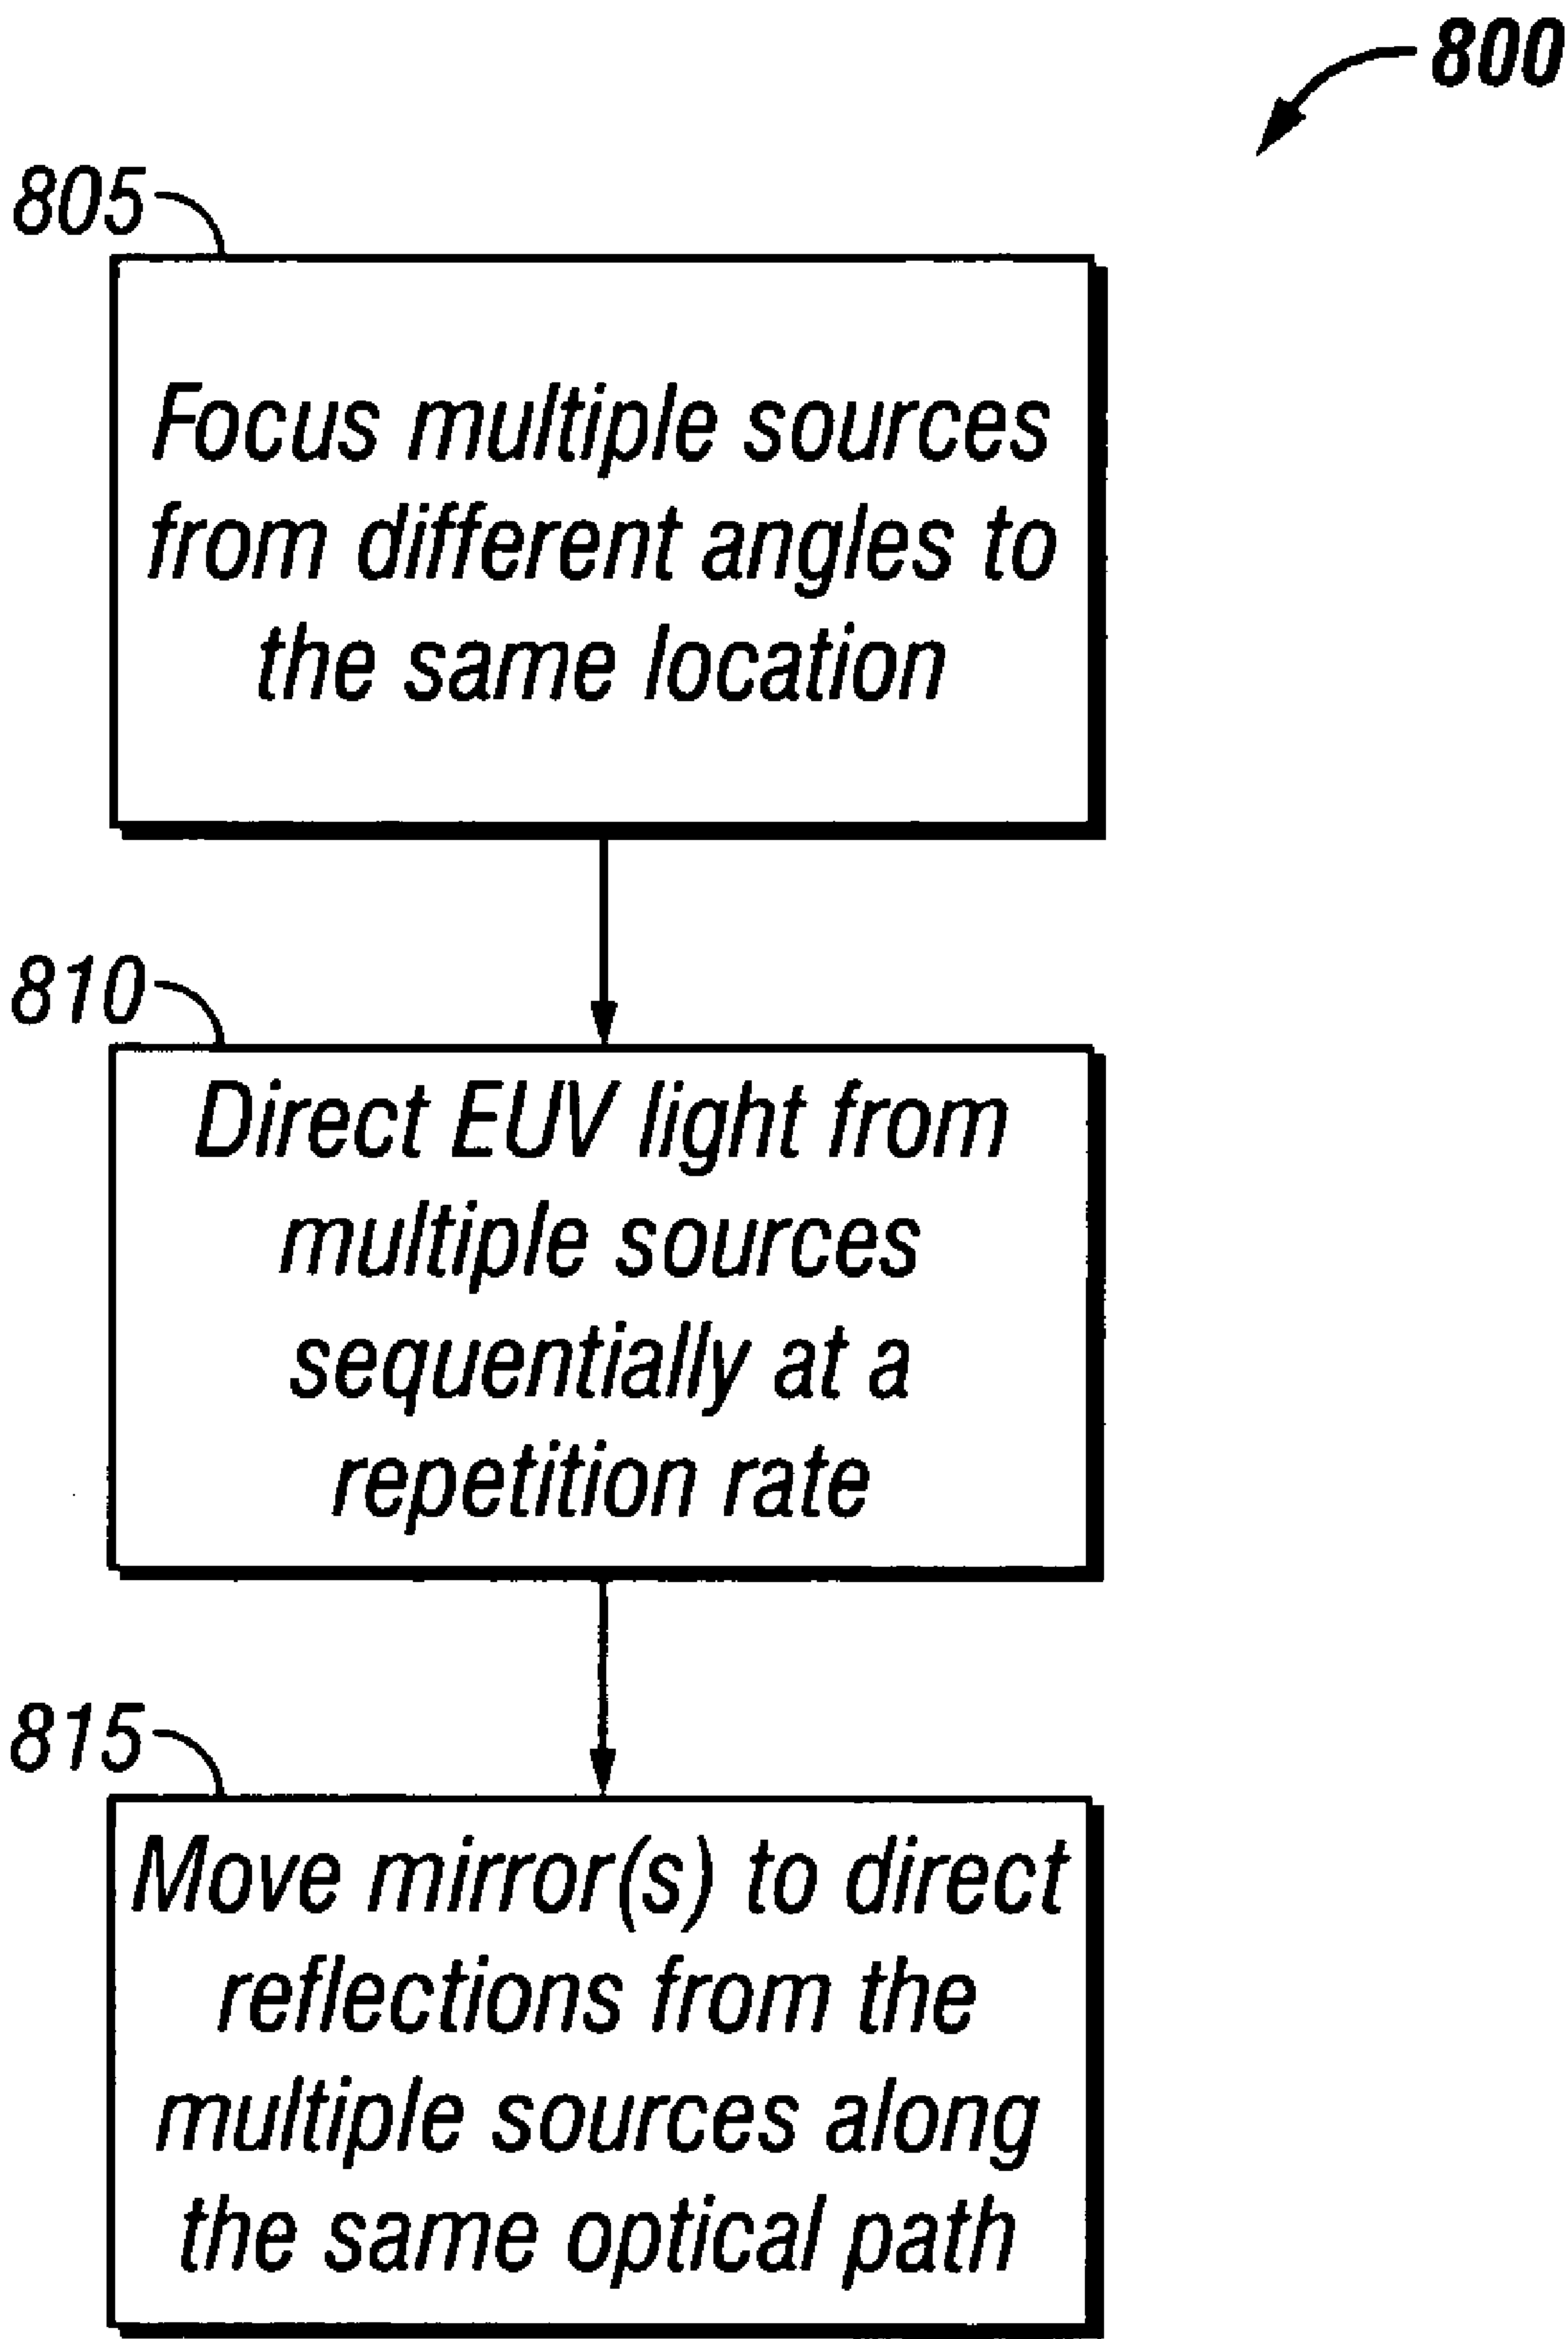 800
805
Focus multiple sources
from different angles to
the same location
810
Direct EUV light from
multiple sources
sequentially at a
repetition rate
815
Move mirror(s) to direct
reflections from the
multiple sources along
the same optical path